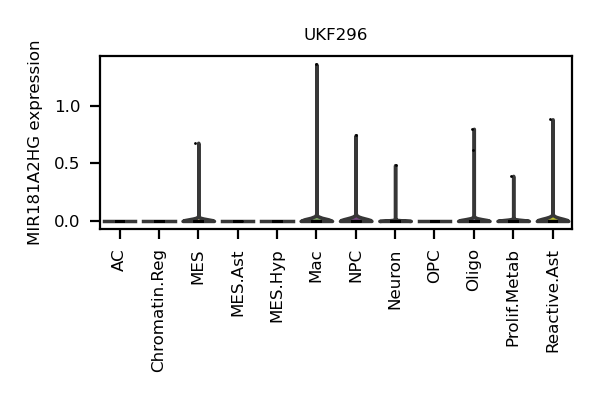 UKF296
MIR181A2HG expression
1.0
0.5
0.0
AC
Chromatin.Reg
MES
MES.Ast
MES.Hyp
Mac
NPC
Neuron
OPC
Oligo
Prolif.Metab
Reactive.Ast